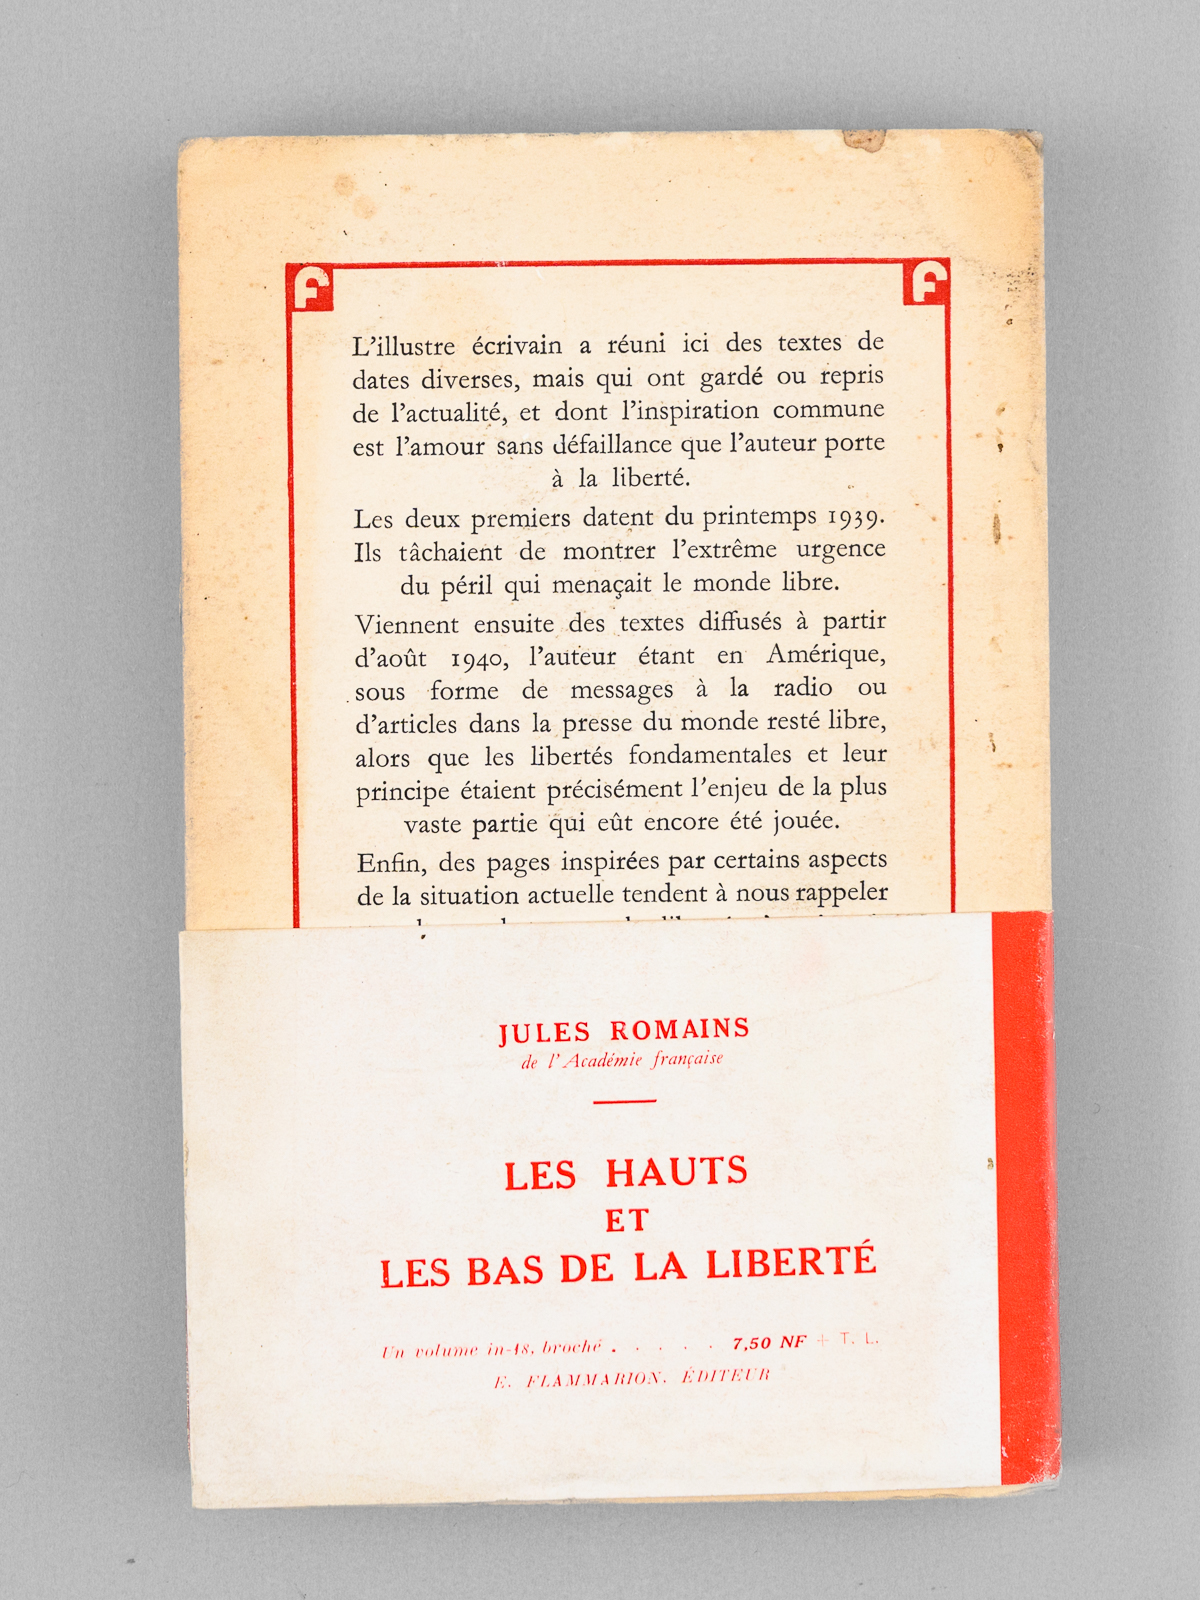 F F
L'illustre écrivain a réuni ici des textes de
dates diverses, mais qui ont gardé ou repris
de l'actualité, et dont l'inspiration commune
est l'amour sans défaillance que l'auteur porte
à la liberté.
Les deux premiers datent du printemps 1939.
Ils tâchaient de montrer l'extrême urgence
du péril qui menaçait le monde libre.
Viennent ensuite des textes diffusés à partir
d'août 1940, l'auteur étant en Amérique,
sous forme de messages à la radio ou
d'articles dans la presse du monde resté libre,
alors que les libertés fondamentales et leur
principe étaient précisément l'enjeu de la plus
vaste partie qui eût encore été jouée.
Enfin, des pages inspirées par certains aspects
de la situation actuelle tendent à nous rappeler
JULES ROMAINS
de l'Académie française
LES HAUTS
ET
LES BAS DE LA LIBERTÉ
Un volume in-18, broché . . . . . 7,50 NF + T. L.
E. FLAMMARION, ÉDITEUR